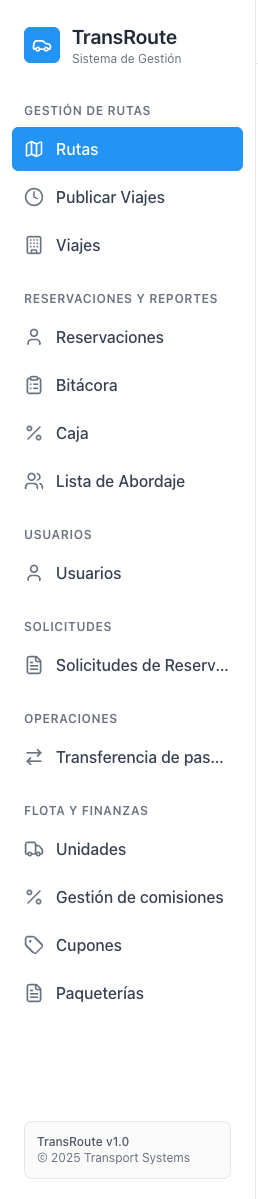 TransRoute
Sistema de Gestión
GESTIÓN DE RUTAS
Rutas
Publicar Viajes
Viajes
RESERVACIONES Y REPORTES
Reservaciones
Bitácora
Caja
Lista de Abordaje
USUARIOS
Usuarios
SOLICITUDES
Solicitudes de Reserv...
OPERACIONES
Transferencia de pas...
FLOTA Y FINANZAS
Unidades
Gestión de comisiones
Cupones
Paqueterías
TransRoute v1.0
© 2025 Transport Systems